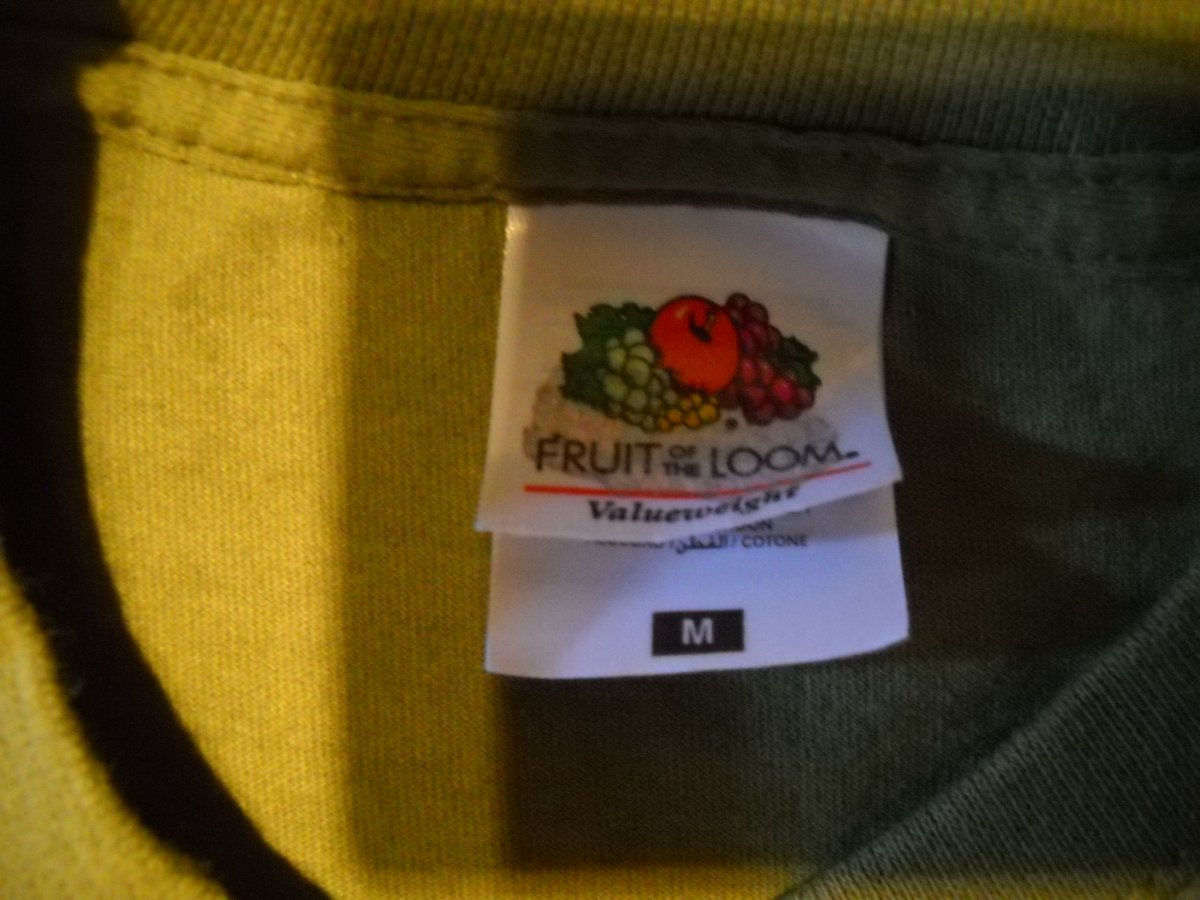 FRUIT OF THE LOOM
Valueweight
القطن / COTONE
M